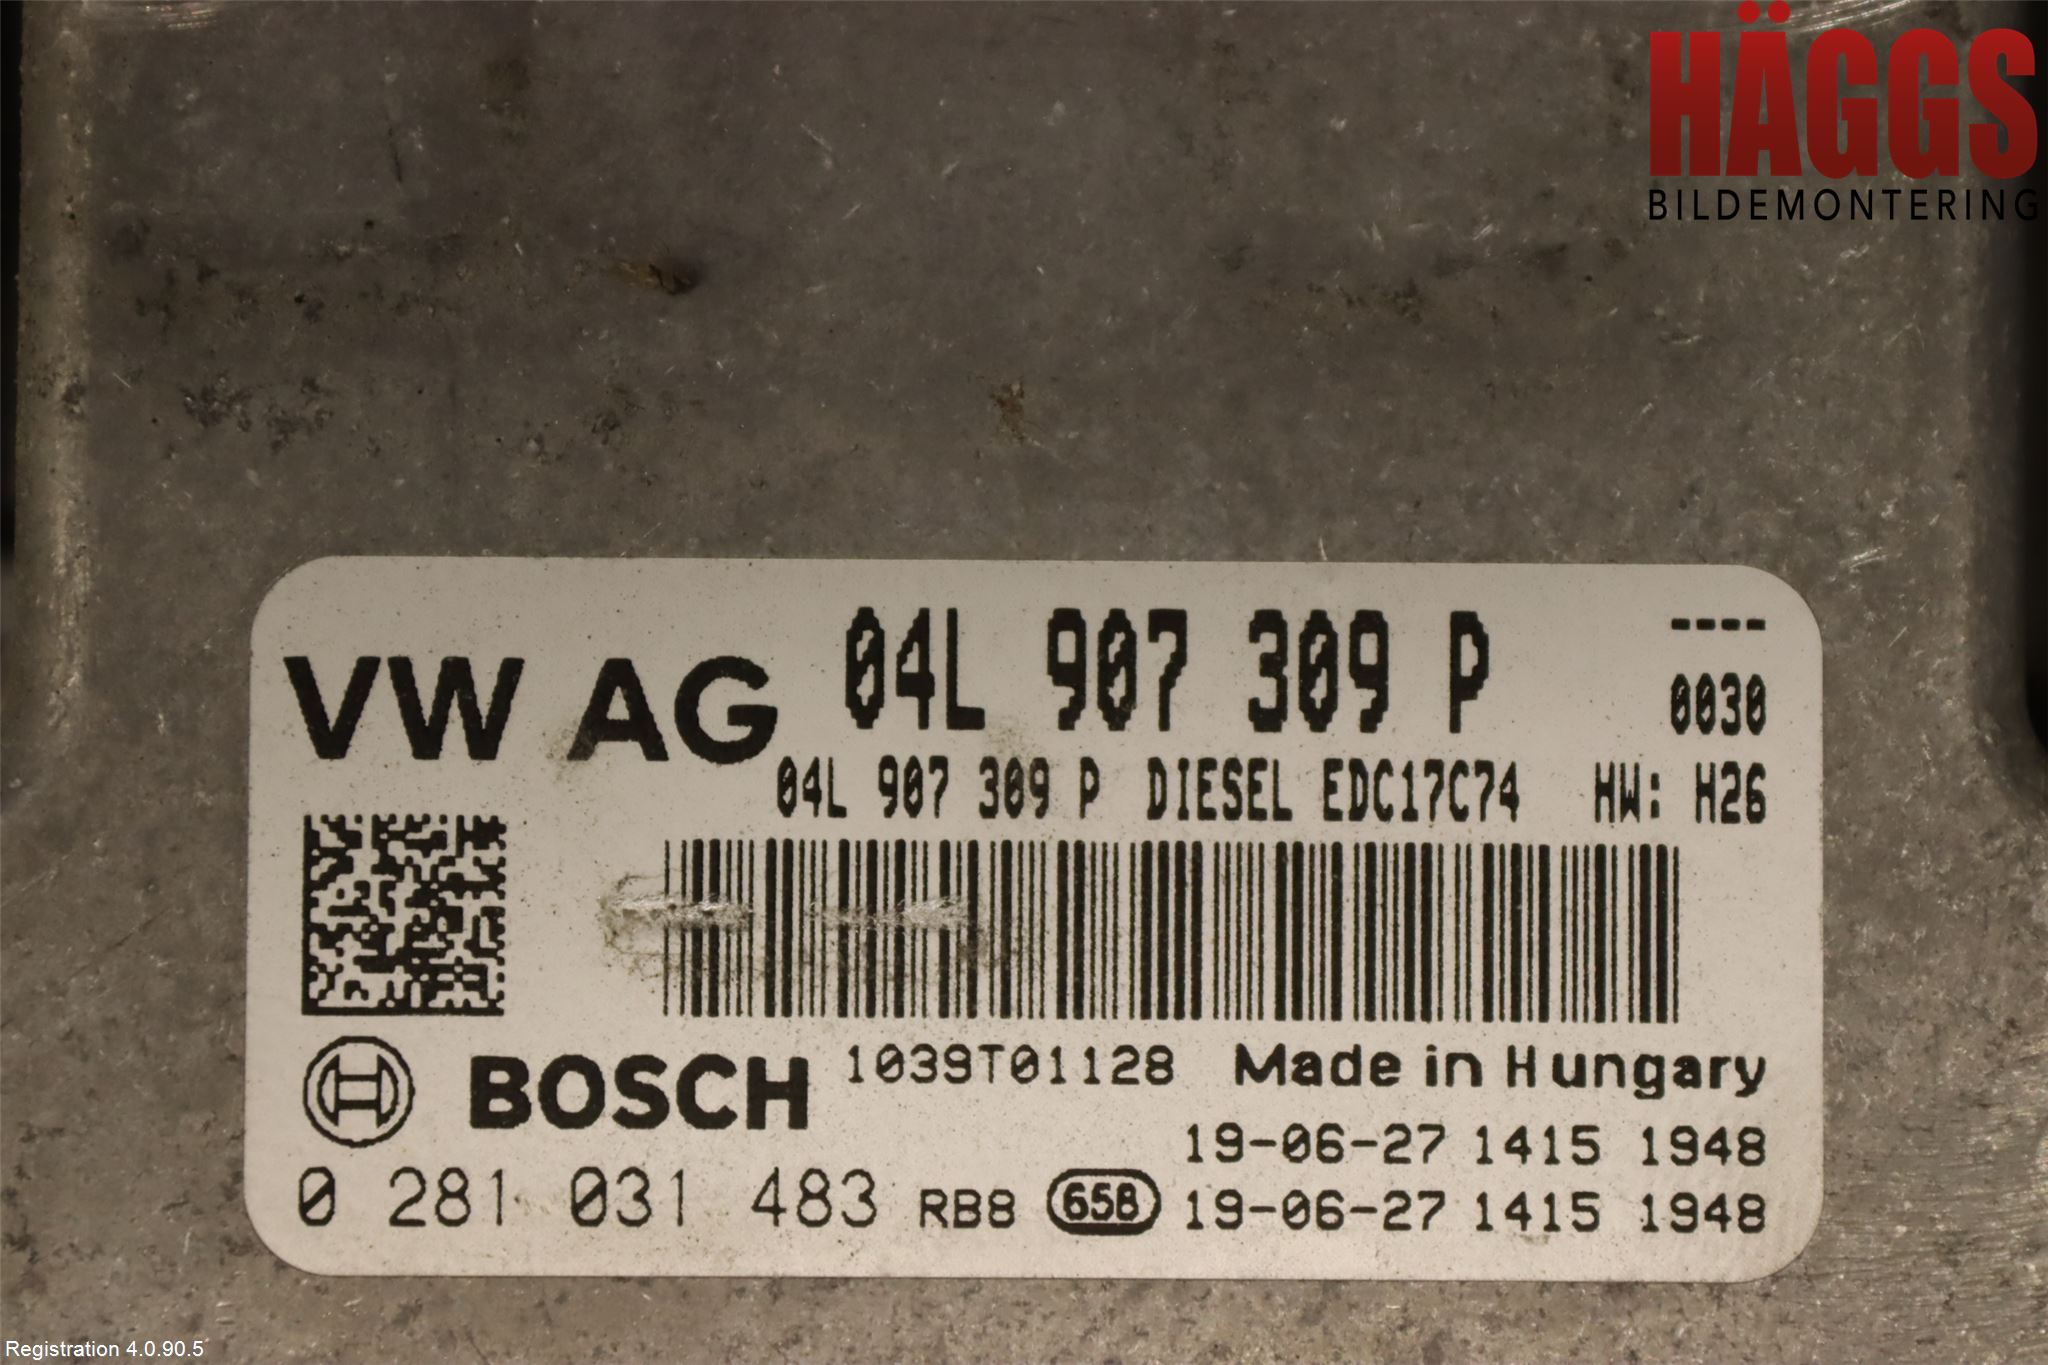 HÄGGS
BILDEMONTERING
VW AG 04L 907 309 P ----
0030
04L 907 309 P DIESEL EDC17C74 HW: H26
BOSCH 1039T01128 Made in Hungary
19-06-27 1415 1948
0 281 031 483 RB8 658 19-06-27 1415 1948
Registration 4.0.90.5